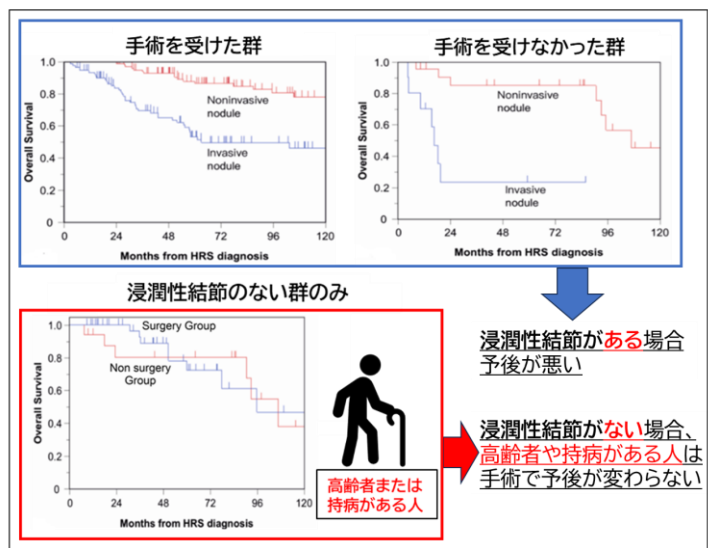 手術を受けた群
手術を受けなかった群
Overall Survival
1.0
0.8
0.6
0.4
0.2
0
Noninvasive
nodule
Invasive
nodule
0 24 48 72 96 120
Months from HRS diagnosis
Overall Survival
1.0
0.8
0.6
0.4
0.2
0
Noninvasive
nodule
Invasive
nodule
0 24 48 72 96 120
Months from HRS diagnosis
浸潤性結節のない群のみ
Overall Survival
1.0
0.8
0.6
0.4
0.2
0
Surgery Group
Non surgery
Group
0 24 48 72 96 120
Months from HRS diagnosis
高齢者または
持病がある人
浸潤性結節がある場合
予後が悪い
浸潤性結節がない場合、
高齢者や持病がある人は
手術で予後が変わらない